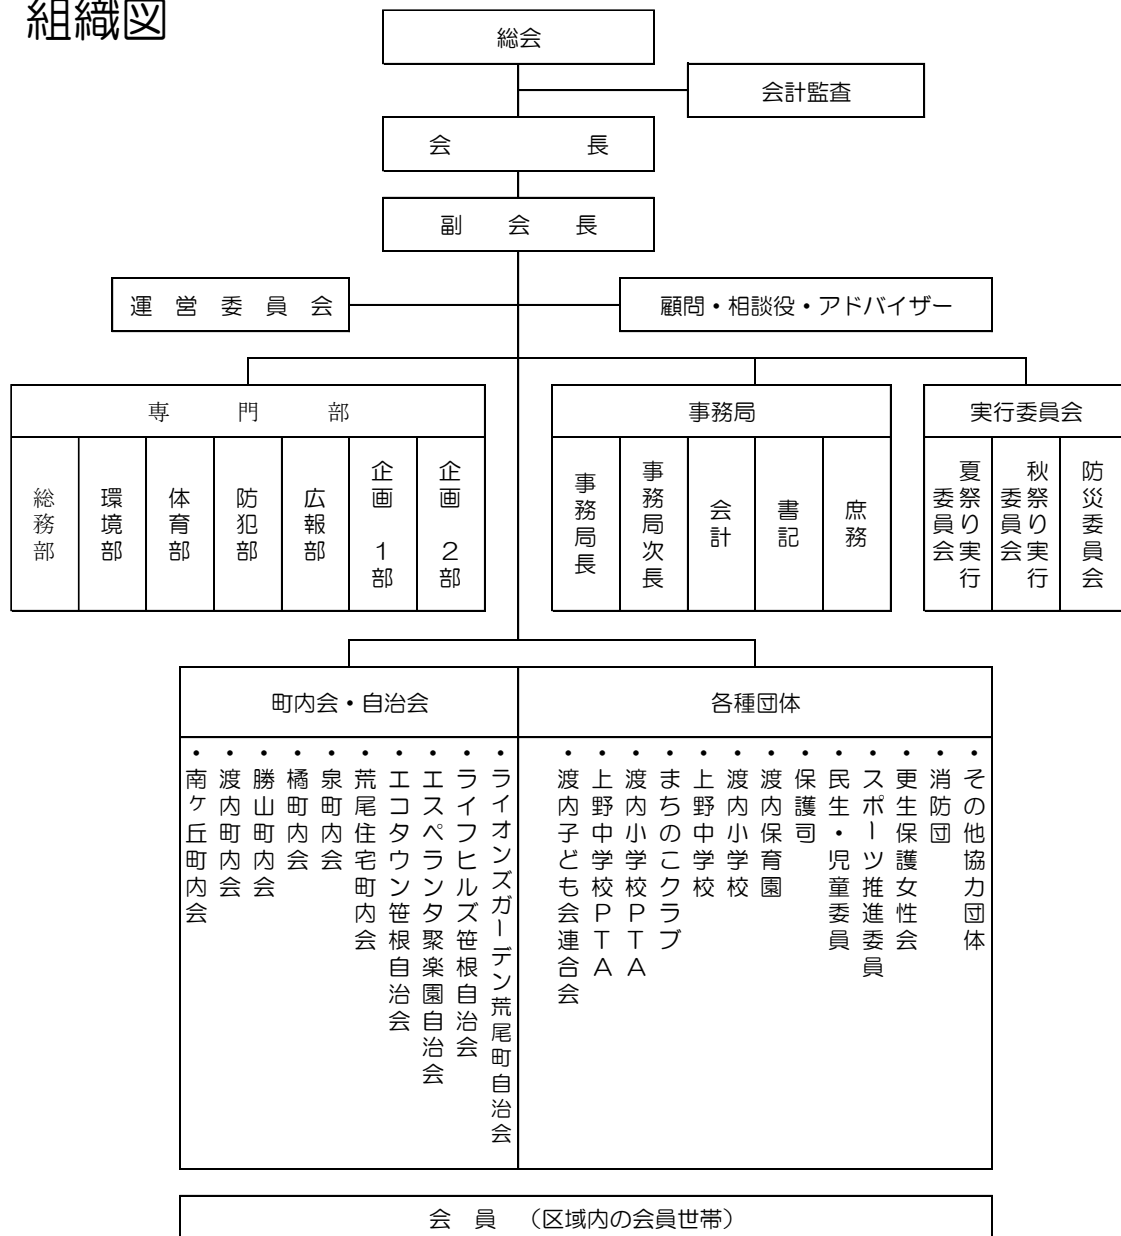 組織図
総会
会計監査
会　　　長
副　会　長
運営委員会
顧問・相談役・アドバイザー
専　門　部
事務局
実行委員会
総務部
環境部
体育部
防犯部
広報部
企画　1部
企画　2部
事務局長
事務局次長
会計
書記
庶務
夏祭り実行
委員会
秋祭り実行
委員会
防災委員会
町内会・自治会
各種団体
・南ケ丘町内会
・渡内町内会
・勝山町内会
・橘町内会
・泉町内会
・荒尾住宅町内会
・エコタウン笹根自治会
・エスペランタ聚楽園自治会
・ライフヒルズ笹根自治会
・ライオンズガーデン荒尾町自治会
・渡内子ども会連合会
・上野中学校PTA
・渡内小学校PTA
・まちのこクラブ
・上野中学校
・渡内小学校
・渡内保育園
・保護司
・民生・児童委員
・スポーツ推進委員
・更生保護女性会
・消防団
・その他協力団体
会　員　（区域内の会員世帯）